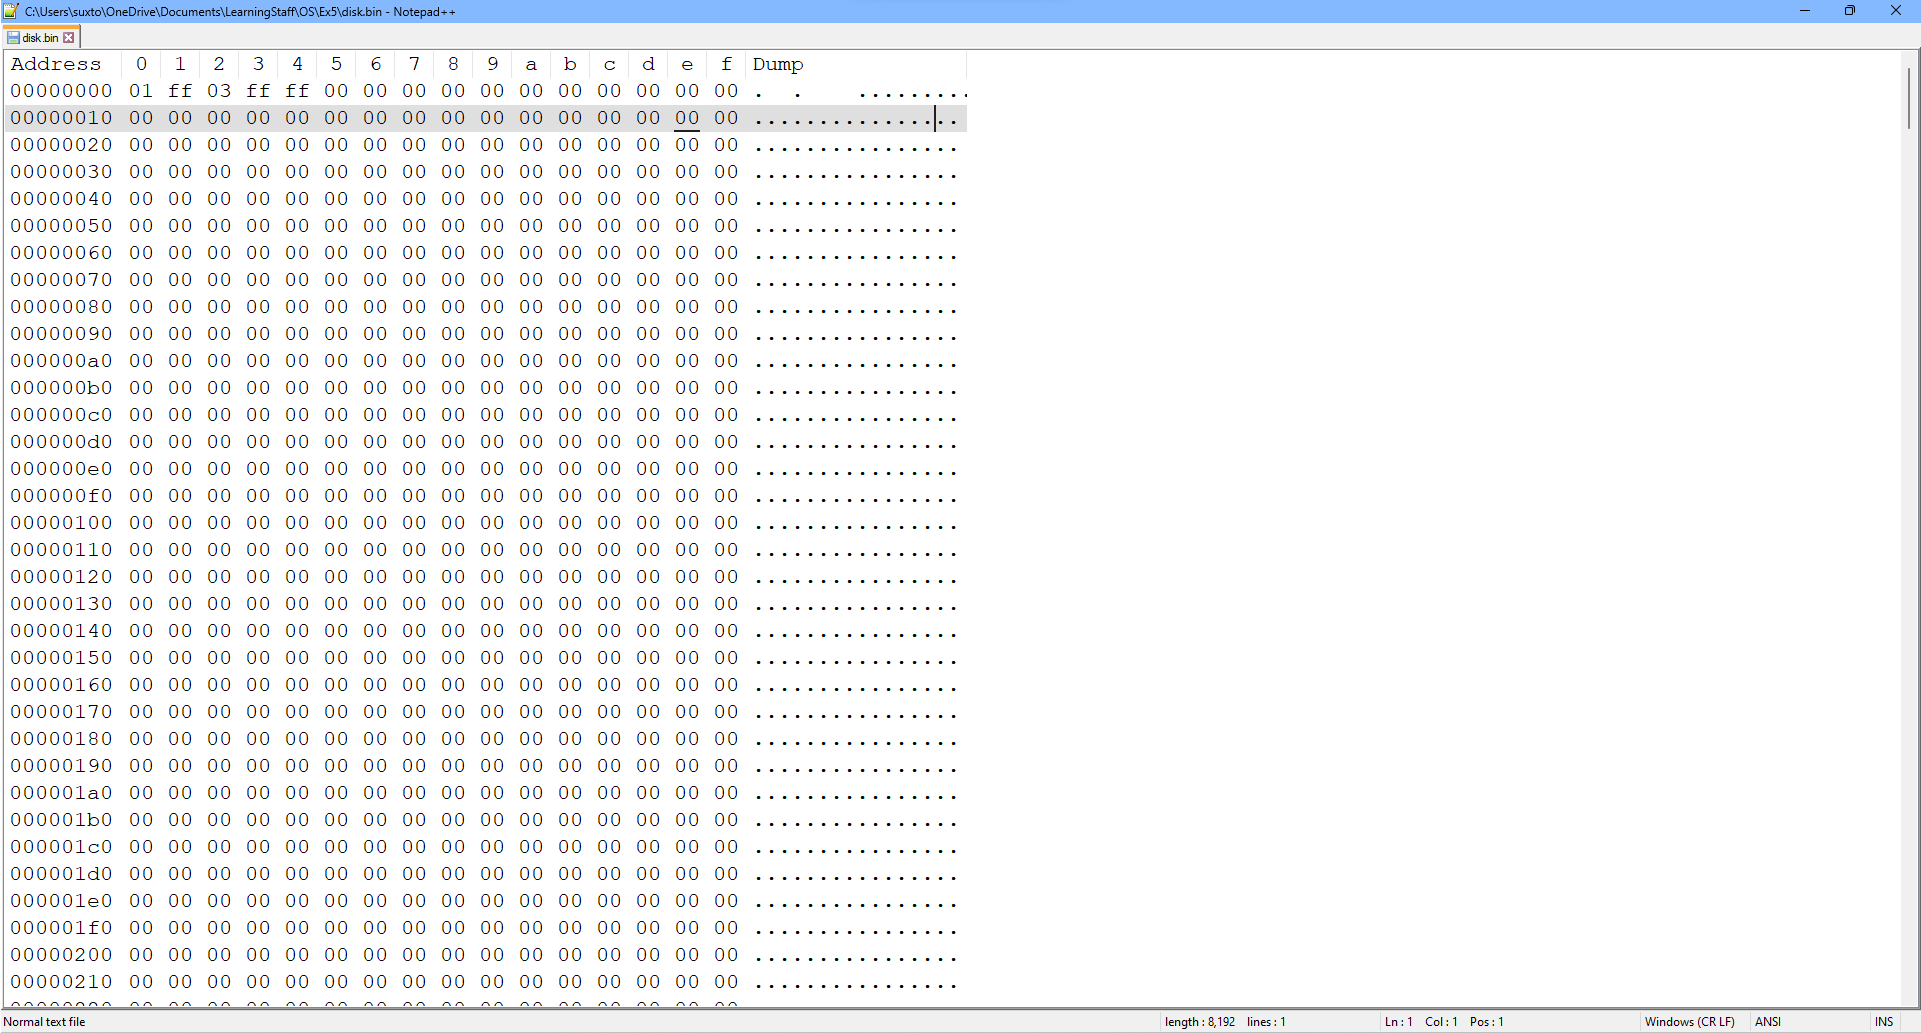 C:\Users\suxto\OneDrive\Documents\LearningStaff\OS\Ex5\disk.bin - Notepad++
disk.bin
Address 0 1 2 3 4 5 6 7 8 9 a b c d e f Dump
00000000 01 ff 03 ff ff 00 00 00 00 00 00 00 00 00 00 00 . . .........
00000010 00 00 00 00 00 00 00 00 00 00 00 00 00 00 00 00 ................
00000020 00 00 00 00 00 00 00 00 00 00 00 00 00 00 00 00 ................
00000030 00 00 00 00 00 00 00 00 00 00 00 00 00 00 00 00 ................
00000040 00 00 00 00 00 00 00 00 00 00 00 00 00 00 00 00 ................
00000050 00 00 00 00 00 00 00 00 00 00 00 00 00 00 00 00 ................
00000060 00 00 00 00 00 00 00 00 00 00 00 00 00 00 00 00 ................
00000070 00 00 00 00 00 00 00 00 00 00 00 00 00 00 00 00 ................
00000080 00 00 00 00 00 00 00 00 00 00 00 00 00 00 00 00 ................
00000090 00 00 00 00 00 00 00 00 00 00 00 00 00 00 00 00 ................
000000a0 00 00 00 00 00 00 00 00 00 00 00 00 00 00 00 00 ................
000000b0 00 00 00 00 00 00 00 00 00 00 00 00 00 00 00 00 ................
000000c0 00 00 00 00 00 00 00 00 00 00 00 00 00 00 00 00 ................
000000d0 00 00 00 00 00 00 00 00 00 00 00 00 00 00 00 00 ................
000000e0 00 00 00 00 00 00 00 00 00 00 00 00 00 00 00 00 ................
000000f0 00 00 00 00 00 00 00 00 00 00 00 00 00 00 00 00 ................
00000100 00 00 00 00 00 00 00 00 00 00 00 00 00 00 00 00 ................
00000110 00 00 00 00 00 00 00 00 00 00 00 00 00 00 00 00 ................
00000120 00 00 00 00 00 00 00 00 00 00 00 00 00 00 00 00 ................
00000130 00 00 00 00 00 00 00 00 00 00 00 00 00 00 00 00 ................
00000140 00 00 00 00 00 00 00 00 00 00 00 00 00 00 00 00 ................
00000150 00 00 00 00 00 00 00 00 00 00 00 00 00 00 00 00 ................
00000160 00 00 00 00 00 00 00 00 00 00 00 00 00 00 00 00 ................
00000170 00 00 00 00 00 00 00 00 00 00 00 00 00 00 00 00 ................
00000180 00 00 00 00 00 00 00 00 00 00 00 00 00 00 00 00 ................
00000190 00 00 00 00 00 00 00 00 00 00 00 00 00 00 00 00 ................
000001a0 00 00 00 00 00 00 00 00 00 00 00 00 00 00 00 00 ................
000001b0 00 00 00 00 00 00 00 00 00 00 00 00 00 00 00 00 ................
000001c0 00 00 00 00 00 00 00 00 00 00 00 00 00 00 00 00 ................
000001d0 00 00 00 00 00 00 00 00 00 00 00 00 00 00 00 00 ................
000001e0 00 00 00 00 00 00 00 00 00 00 00 00 00 00 00 00 ................
000001f0 00 00 00 00 00 00 00 00 00 00 00 00 00 00 00 00 ................
00000200 00 00 00 00 00 00 00 00 00 00 00 00 00 00 00 00 ................
00000210 00 00 00 00 00 00 00 00 00 00 00 00 00 00 00 00 ................
Normal text file length : 8,192 lines : 1 Ln : 1 Col : 1 Pos : 1 Windows (CR LF) ANSI INS